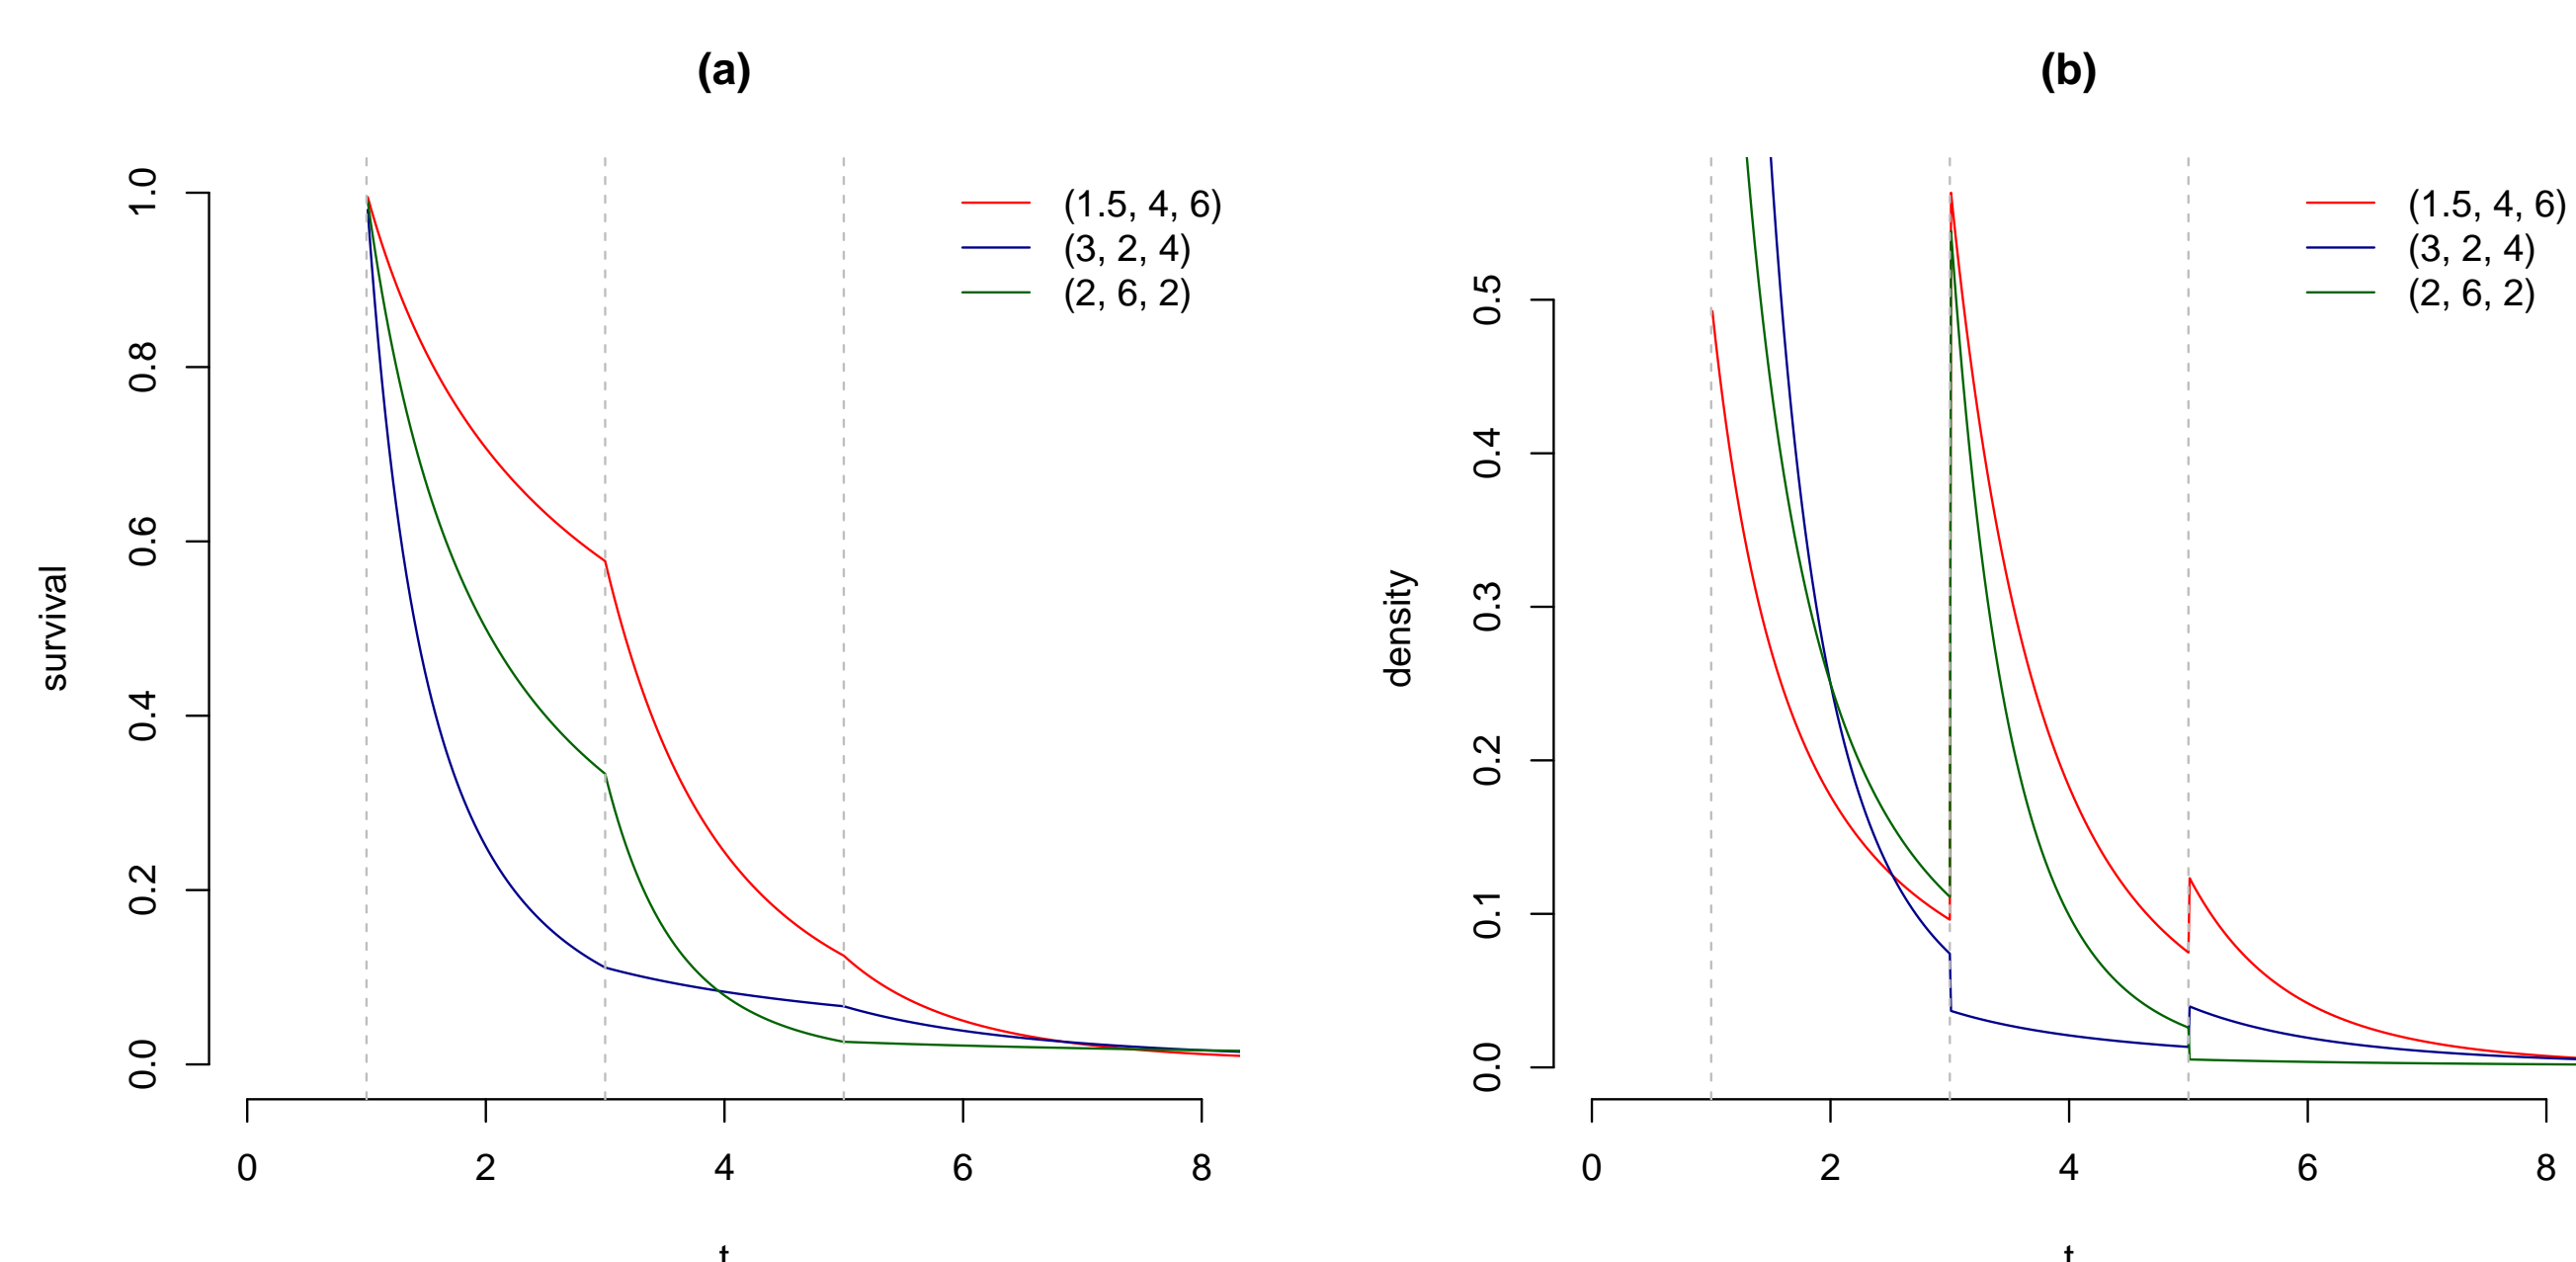 (a)
1.0
0.8
0.6
0.4
0.2
0.0
survival
(1.5, 4, 6)
(3, 2, 4)
(2, 6, 2)
0 2 4 6 8
t
(b)
0.5
0.4
0.3
0.2
0.1
0.0
density
(1.5, 4, 6)
(3, 2, 4)
(2, 6, 2)
0 2 4 6 8
t